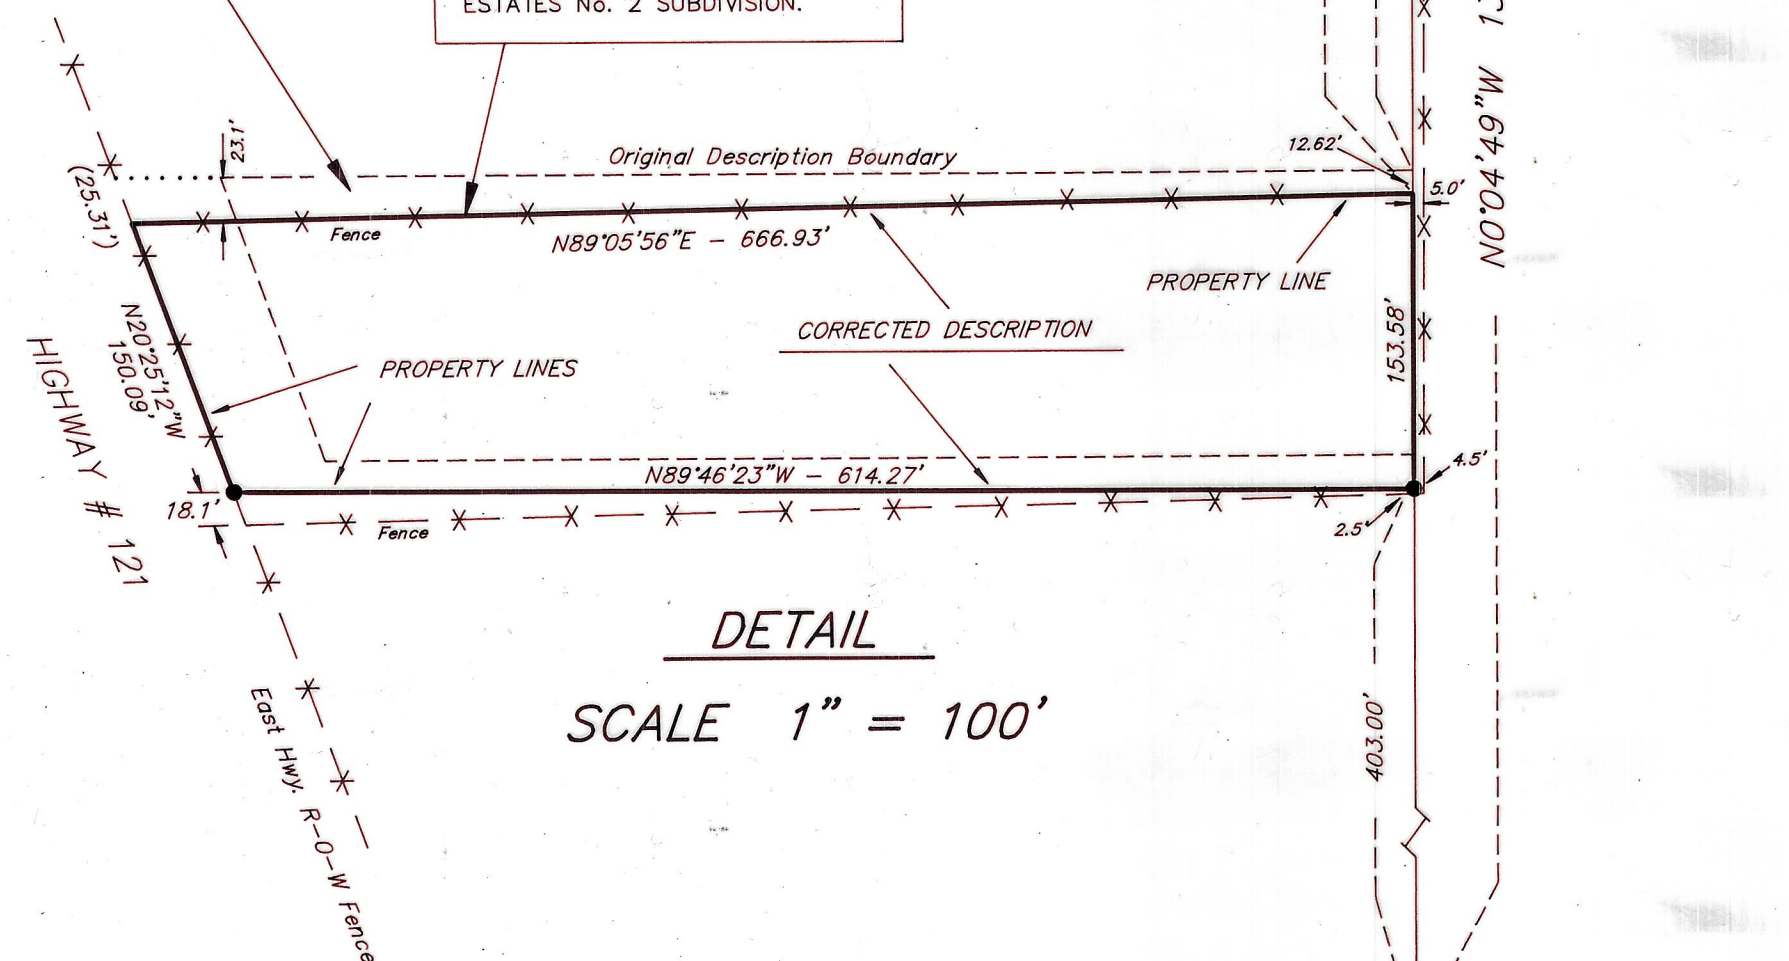 ESTATES No. 2 SUBDIVISION.
N0°04'49"W
23.1'
Original Description Boundary
12.62'
5.0'
(25.31')
Fence
N89°05'56"E – 666.93'
PROPERTY LINE
CORRECTED DESCRIPTION
153.58'
N20°25'12"W
150.09'
PROPERTY LINES
HIGHWAY # 121
N89°46'23"W – 614.27'
4.5'
18.1'
Fence
2.5'
DETAIL
SCALE 1" = 100'
403.00'
East Hwy. R-O-W Fence